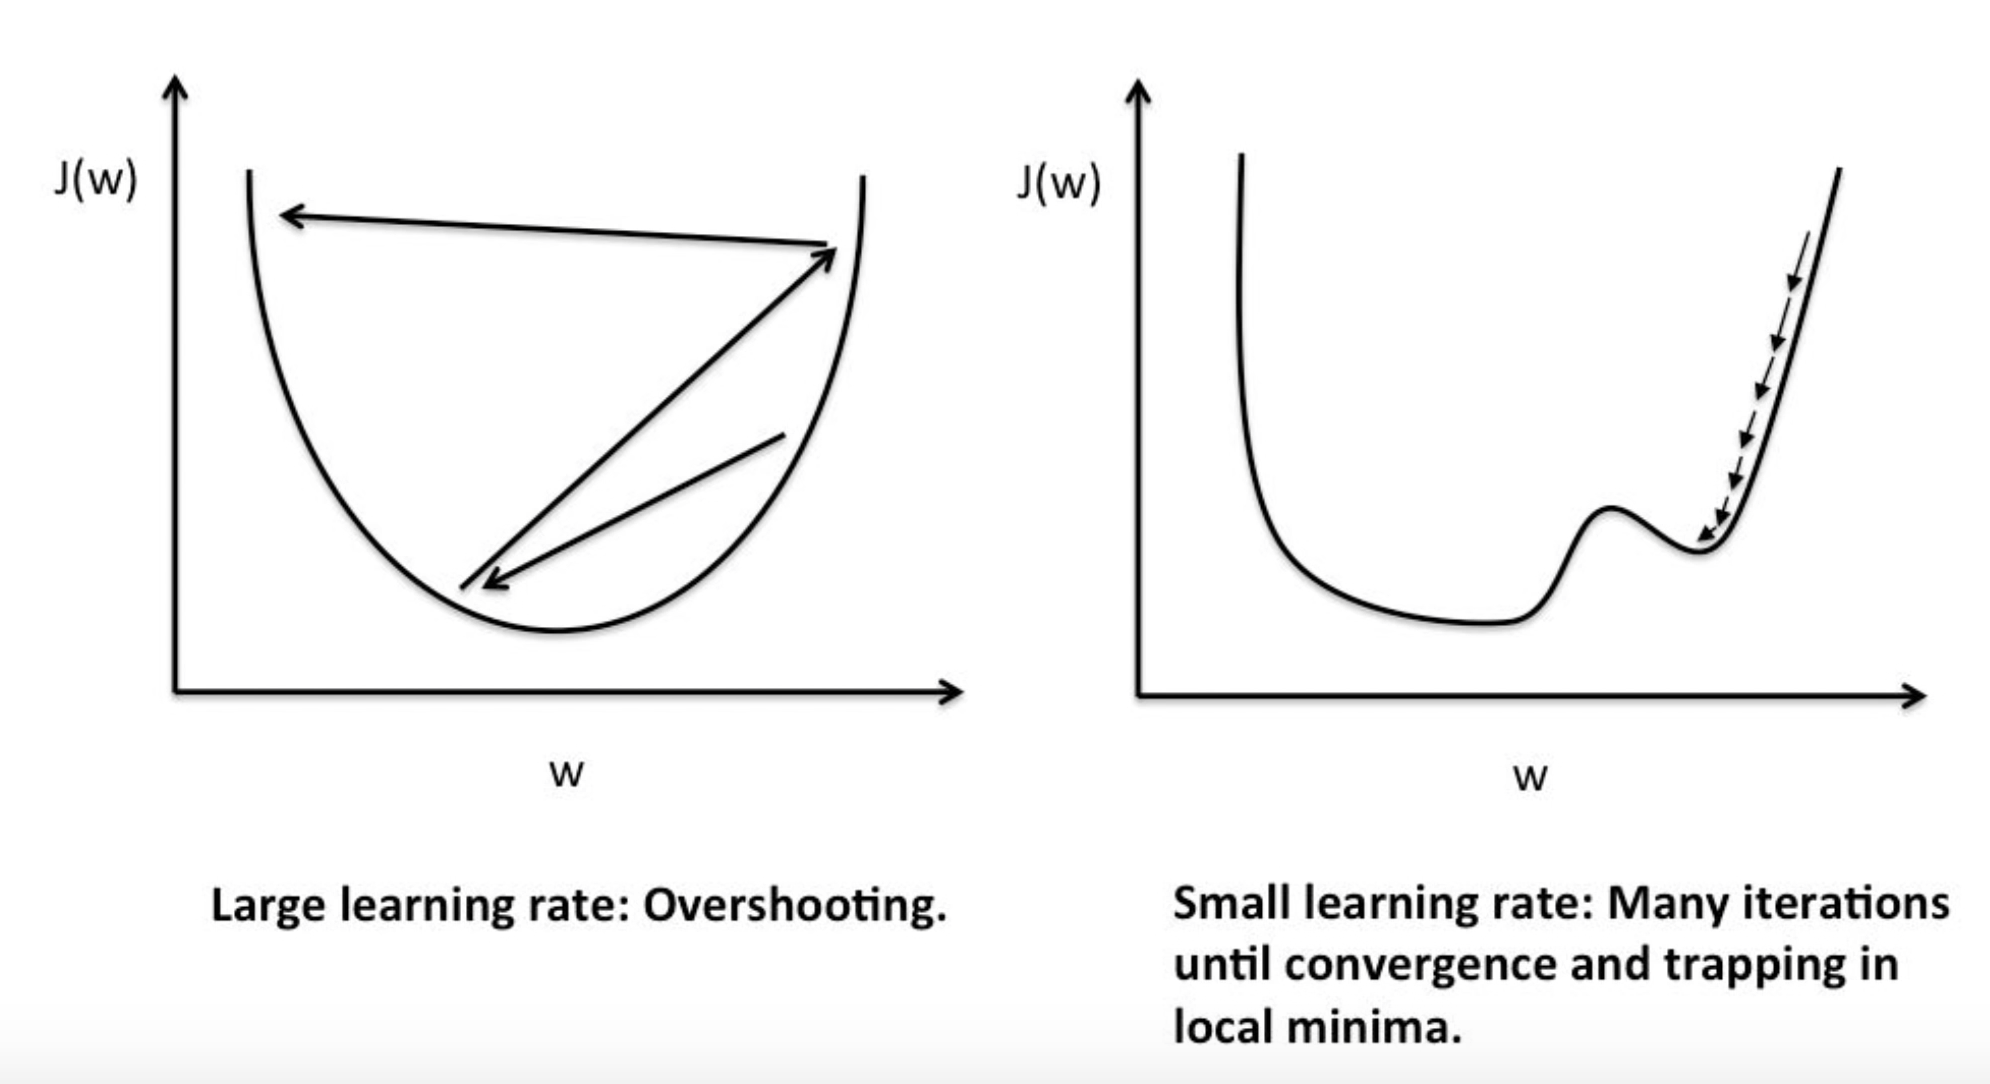 J(w)
w
Large learning rate: Overshooting.
J(w)
w
Small learning rate: Many iterations
until convergence and trapping in
local minima.